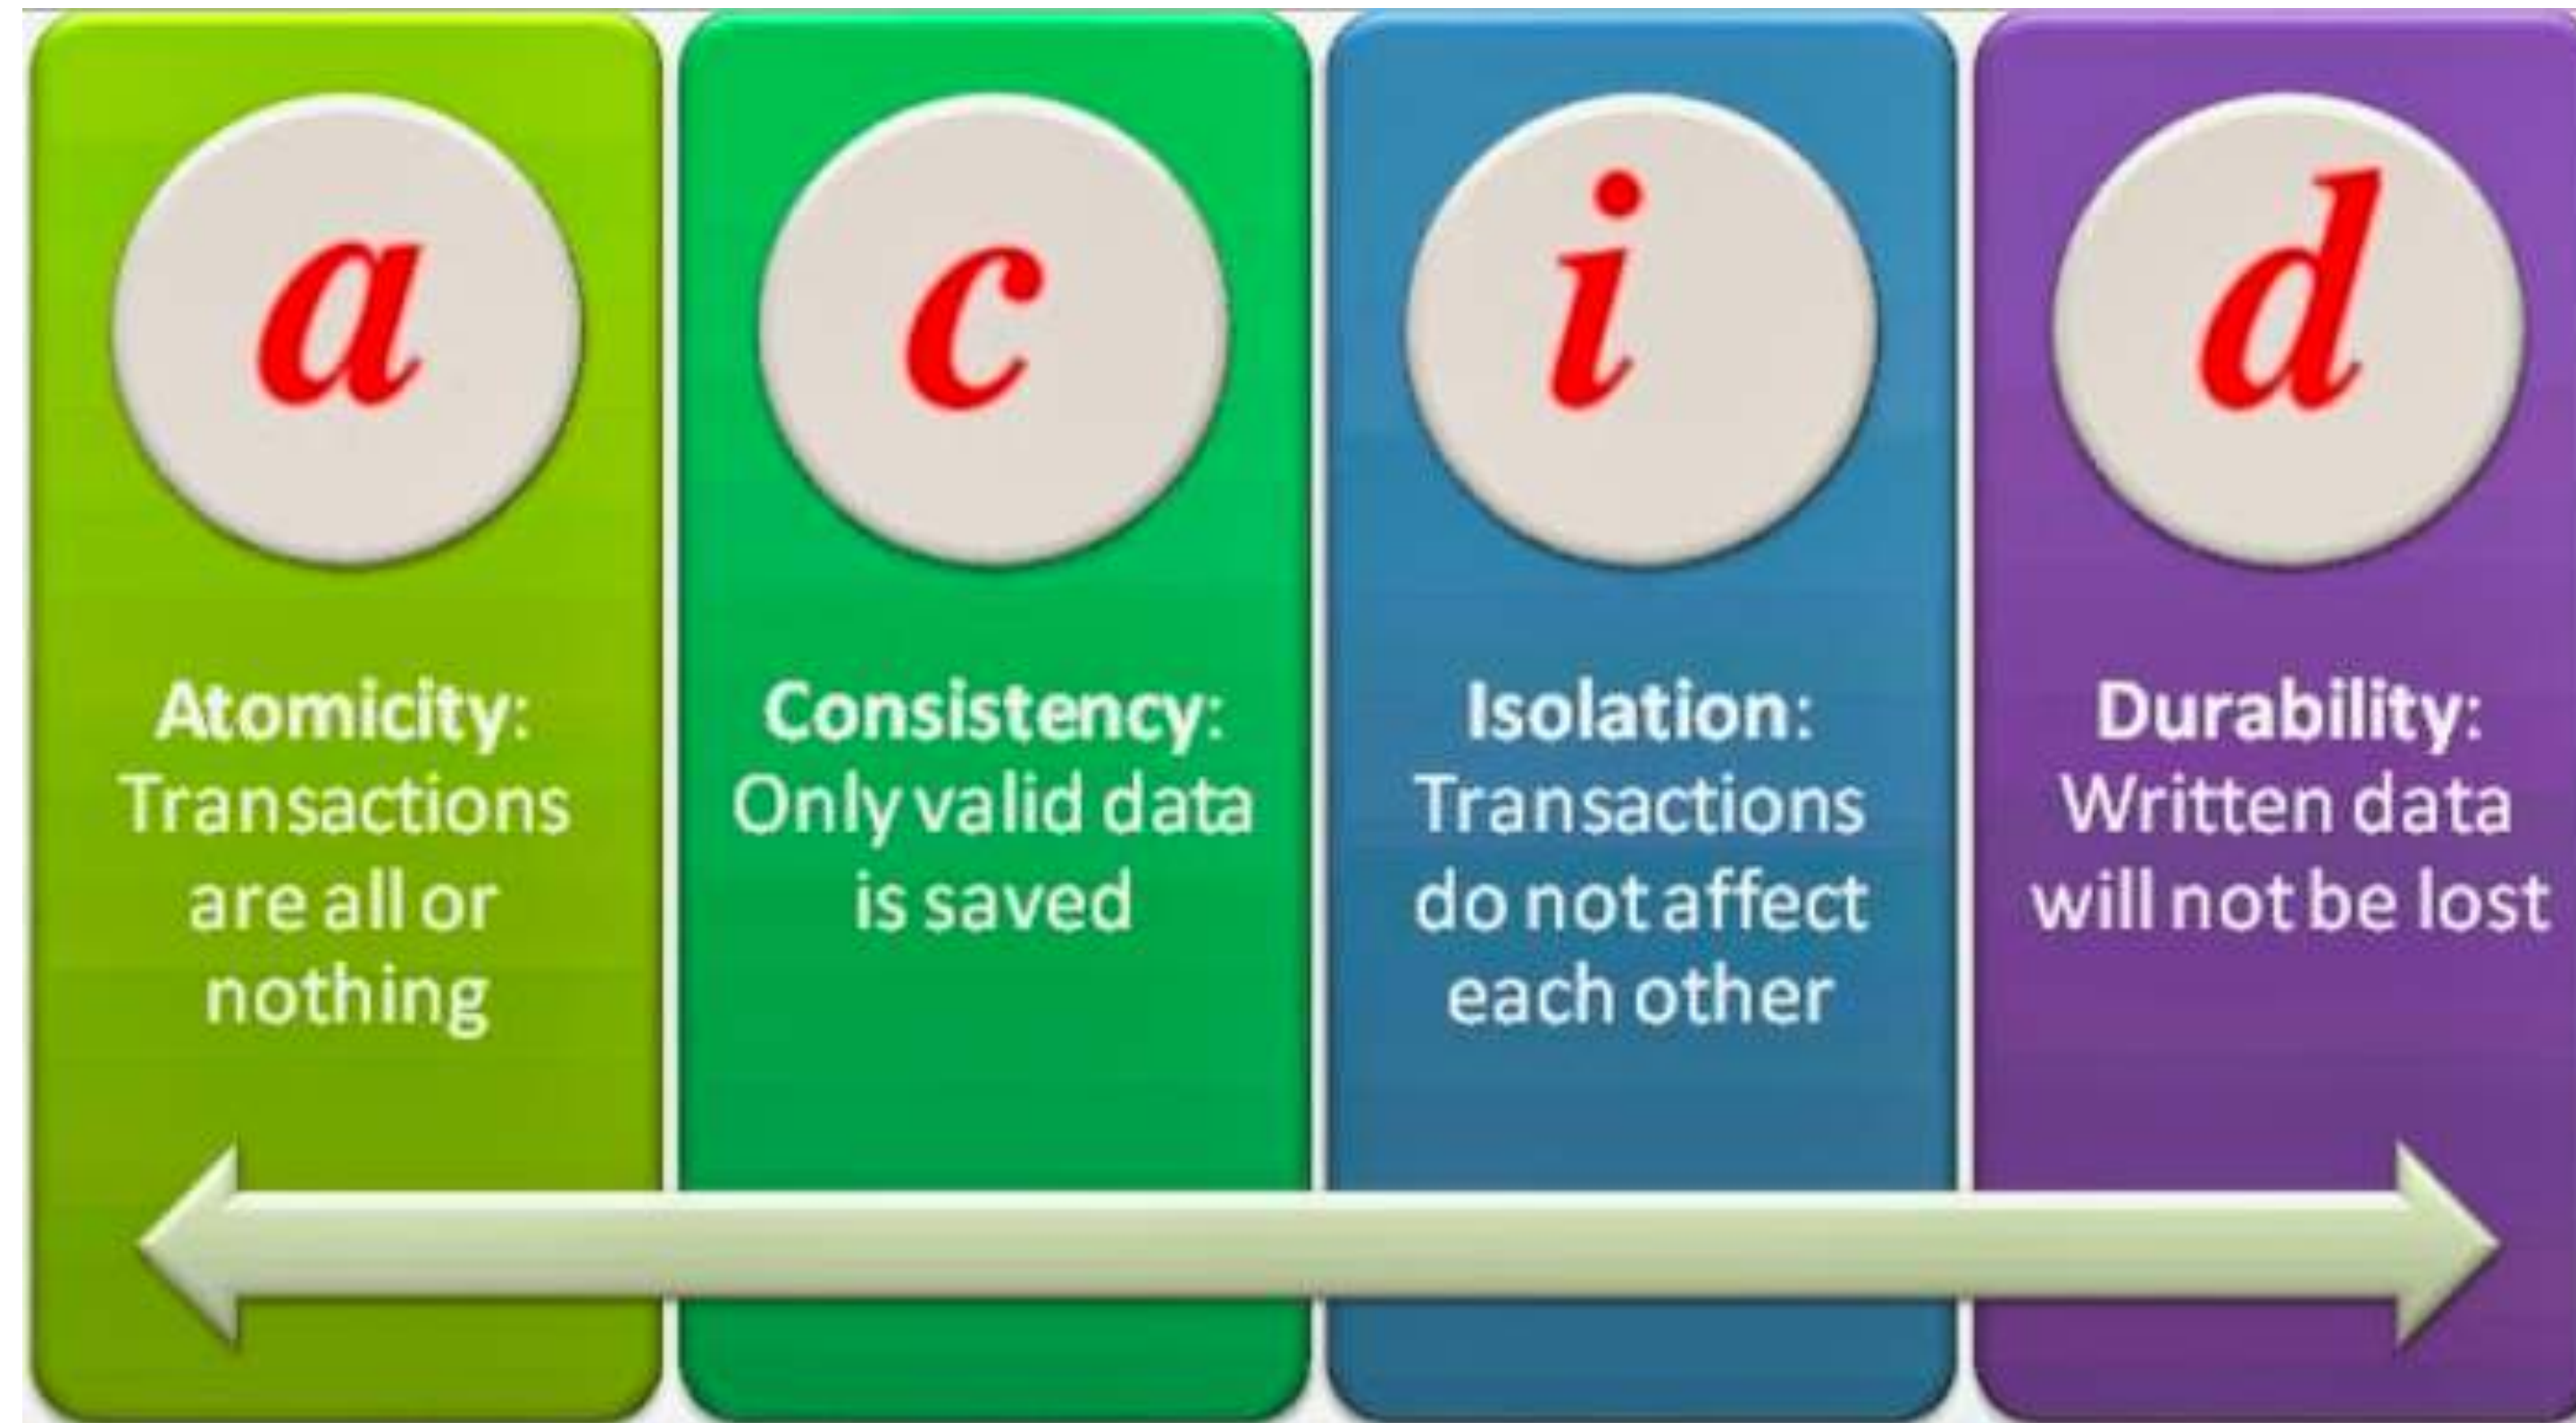 a
Atomicity:
Transactions
are all or
nothing
c
Consistency:
Only valid data
is saved
i
Isolation:
Transactions
do not affect
each other
d
Durability:
Written data
will not be lost